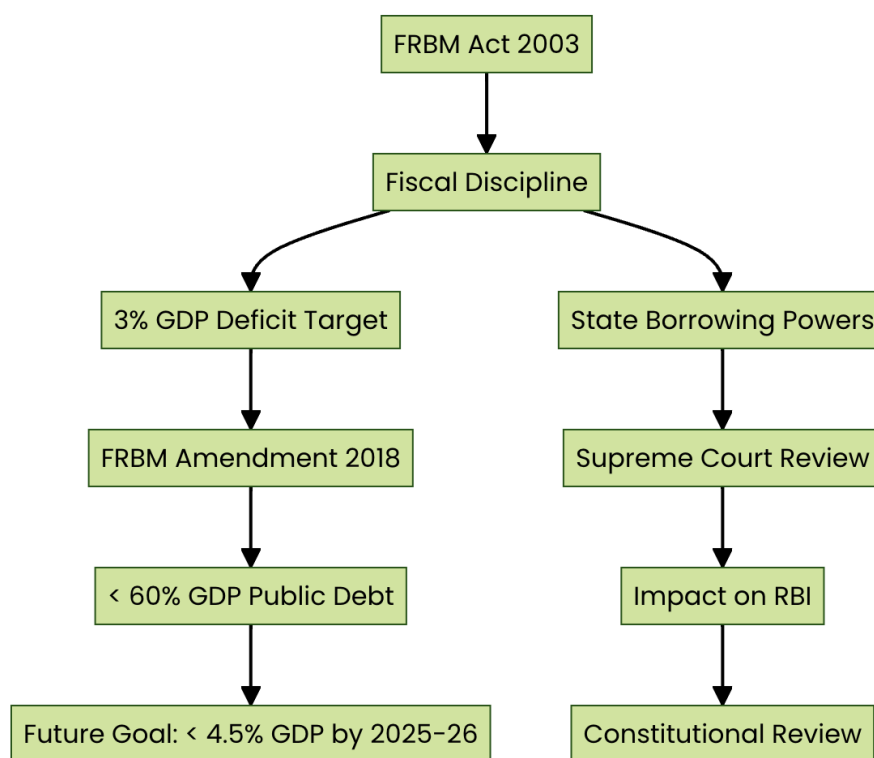 FRBM Act 2003
Fiscal Discipline
3% GDP Deficit Target
State Borrowing Powers
FRBM Amendment 2018
Supreme Court Review
< 60% GDP Public Debt
Impact on RBI
Future Goal: < 4.5% GDP by 2025-26
Constitutional Review